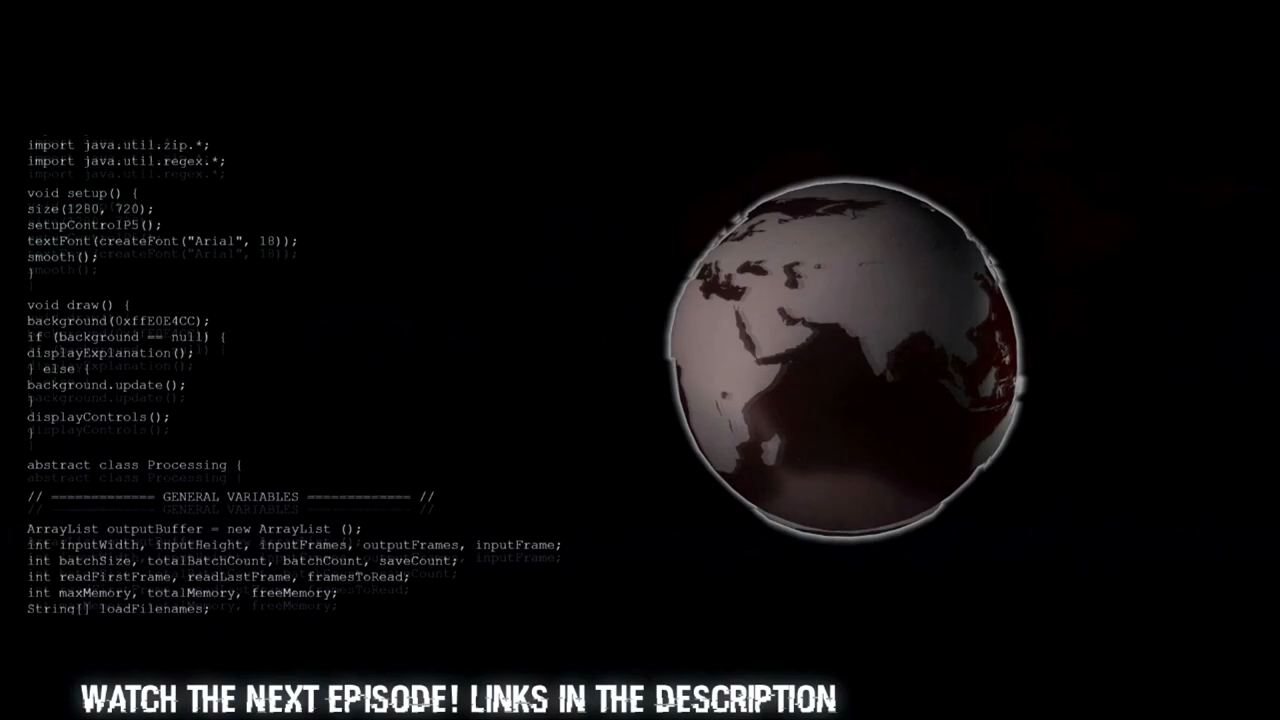 import java.util.zip.*;
import java.util.regex.*;
void setup() {
size(1280, 720);
setupControlP5();
textFont(createFont("Arial", 18));
smooth();
}
void draw() {
background(0xffE0E4CC);
if (background == null) {
displayExplanation();
} else {
background.update();
}
displayControls();
}
abstract class Processing {
// ============= GENERAL VARIABLES ============= //
ArrayList outputBuffer = new ArrayList ();
int inputWidth, inputHeight, inputFrames, outputFrames, inputFrame;
int batchSize, totalBatchCount, batchCount, saveCount;
int readFirstFrame, readLastFrame, framesToRead;
int maxMemory, totalMemory, freeMemory;
String[] loadFilenames;
WATCH THE NEXT EPISODE! LINKS IN THE DESCRIPTION